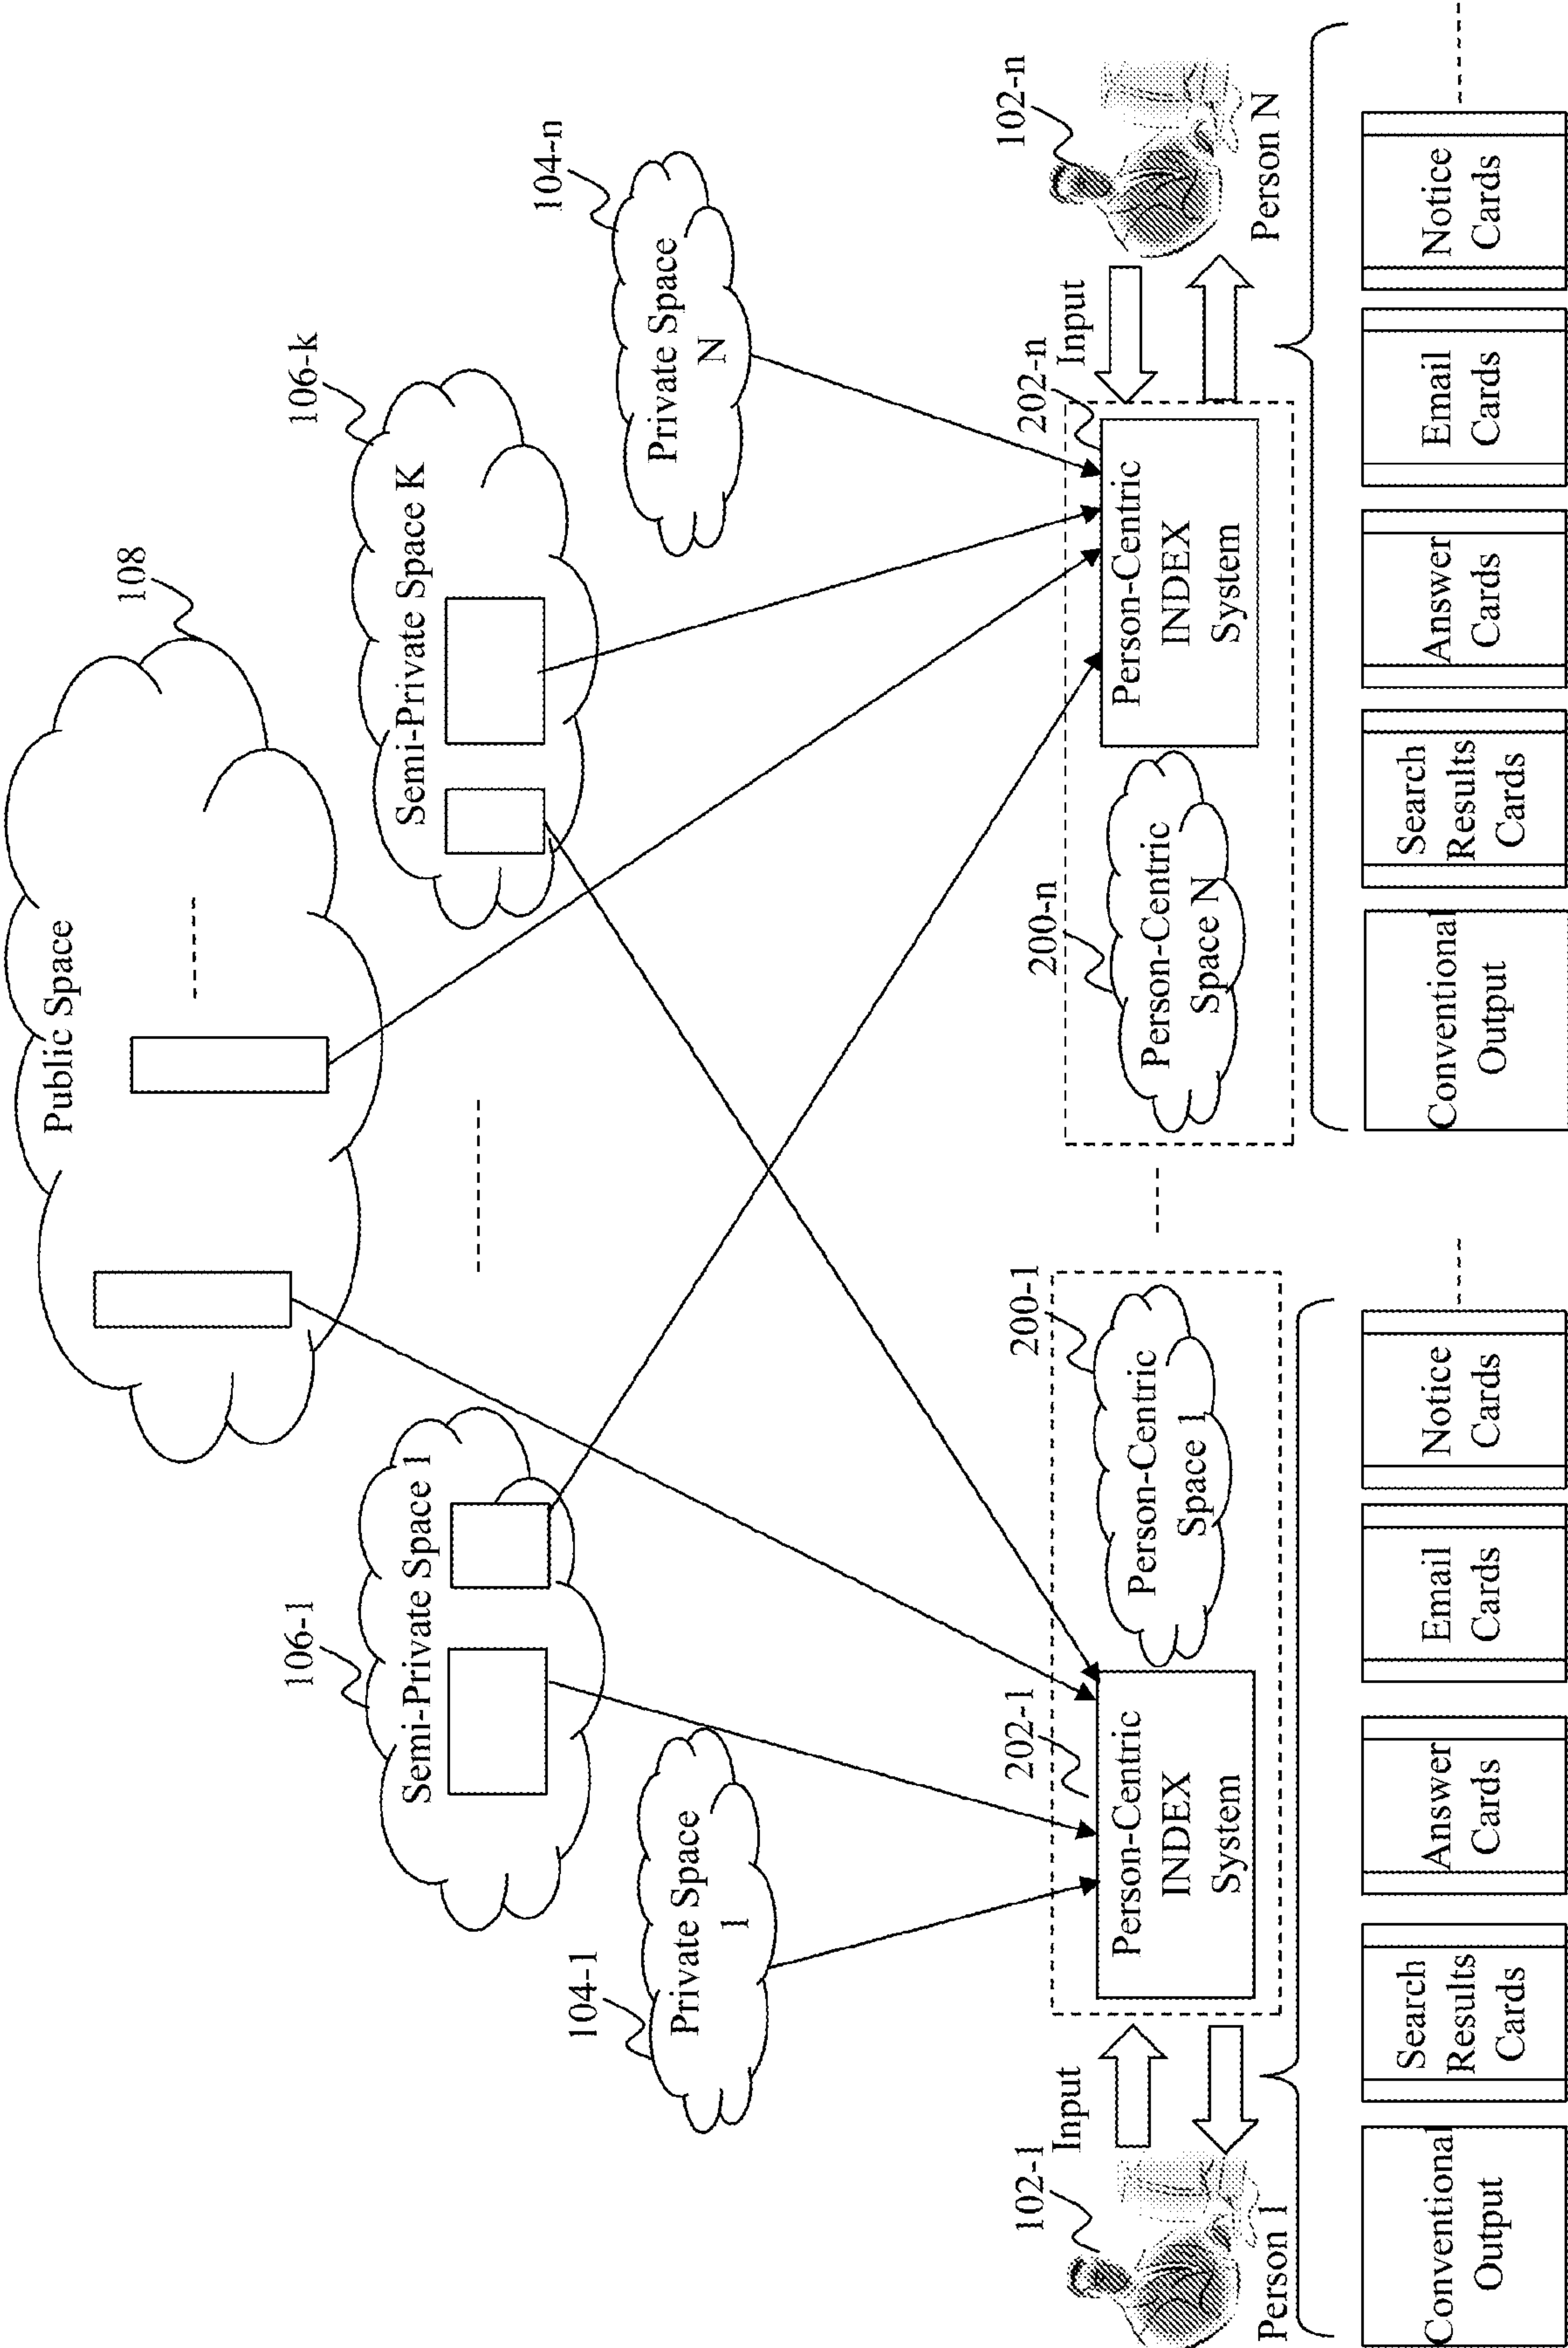 Public Space
108
106-1
Semi-Private Space 1
106-k
Semi-Private Space K
104-1
Private Space
1
104-n
Private Space
N
102-1
Input
Person 1
202-1
Person-Centric
INDEX
System
200-1
Person-Centric
Space 1
200-n
Person-Centric
Space N
202-n
Person-Centric
INDEX
System
Input
102-n
Person N
Conventional
Output
Search
Results
Cards
Answer
Cards
Email
Cards
Notice
Cards
Conventional
Output
Search
Results
Cards
Answer
Cards
Email
Cards
Notice
Cards